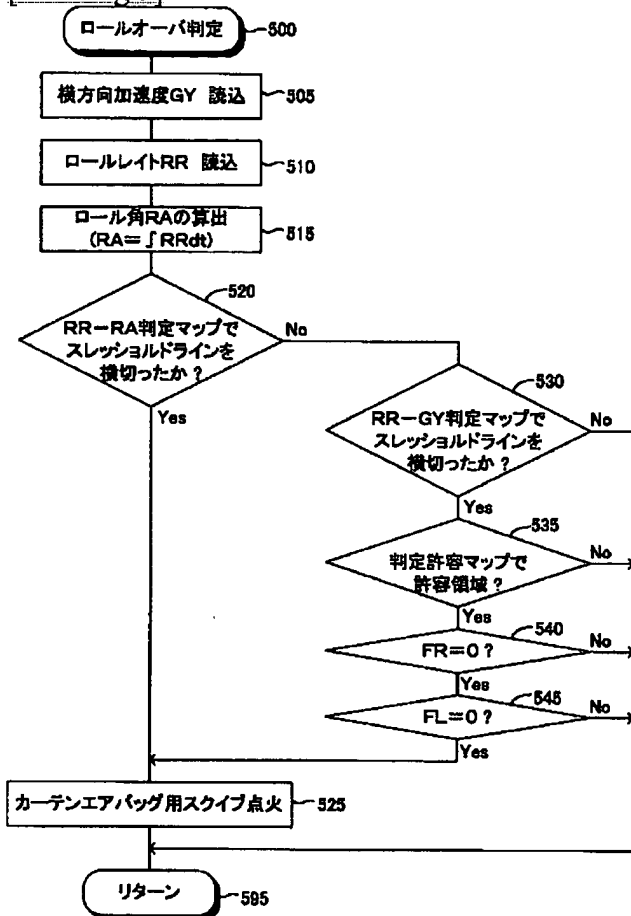 ロールオーバ判定
500
横方向加速度GY 読込
505
ロールレイトRR 読込
510
ロール角RAの算出
(RA=∫RRdt)
515
520
RR-RA判定マップで
スレッショルドラインを
横切ったか?
No
Yes
530
RR-GY判定マップで
スレッショルドラインを
横切ったか?
No
Yes
535
判定許容マップで
許容領域?
No
Yes
540
FR=0?
No
Yes
545
FL=0?
No
Yes
カーテンエアバッグ用スクイブ点火
525
リターン
595